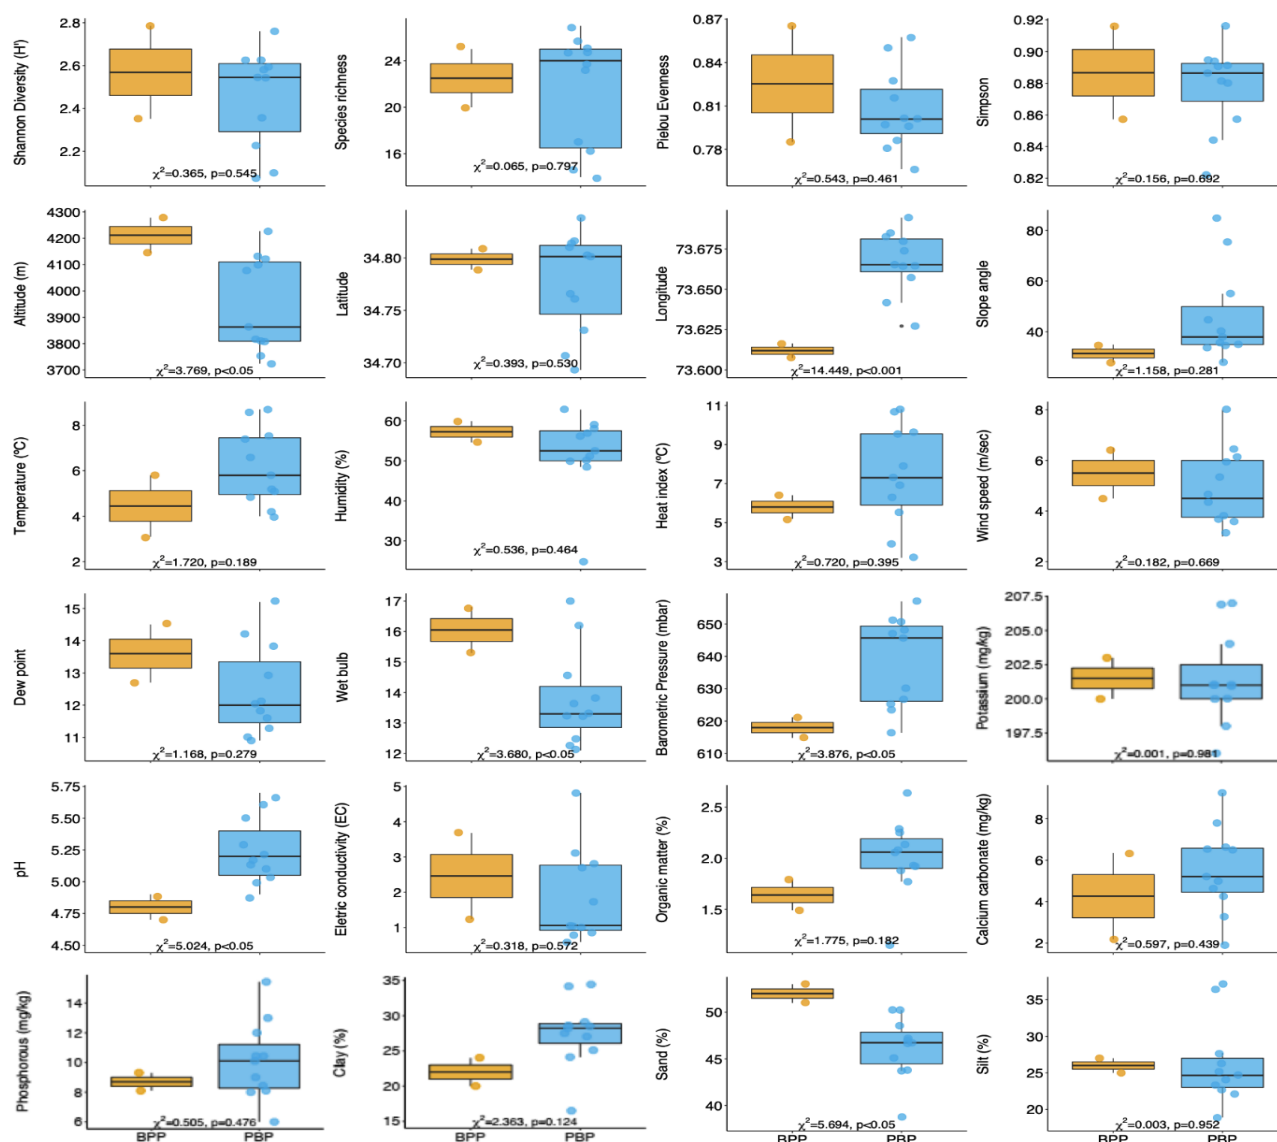 Shannon Diversity (H')
2.8
2.6
2.4
2.2
χ²=0.365, p=0.545
Species richness
24
20
16
χ²=0.065, p=0.797
Pielou Evenness
0.87
0.84
0.81
0.78
χ²=0.543, p=0.461
Simpson
0.92
0.90
0.88
0.86
0.84
0.82
χ²=0.156, p=0.692
Altitude (m)
4300
4200
4100
4000
3900
3800
3700
χ²=3.769, p<0.05
Latitude
34.80
34.75
34.70
χ²=0.393, p=0.530
Longitude
73.675
73.650
73.625
73.600
χ²=14.449, p<0.001
Slope angle
80
60
40
20
χ²=1.158, p=0.281
Temperature (ºC)
8
6
4
2
χ²=1.720, p=0.189
Humidity (%)
60
50
40
30
χ²=0.536, p=0.464
Heat index (ºC)
11
9
7
5
3
χ²=0.720, p=0.395
Wind speed (m/sec)
8
6
4
2
χ²=0.182, p=0.669
Dew point
15
14
13
12
11
χ²=1.168, p=0.279
Wet bulb
17
16
15
14
13
12
χ²=3.680, p<0.05
Barometric Pressure (mbar)
650
640
630
620
610
χ²=3.876, p<0.05
Potassium (mg/kg)
207.5
205.0
202.5
200.0
197.5
χ²=0.001, p=0.981
pH
5.75
5.50
5.25
5.00
4.75
4.50
χ²=5.024, p<0.05
Eletric conductivity (EC)
5
4
3
2
1
χ²=0.318, p=0.572
Organic matter (%)
2.5
2.0
1.5
χ²=1.775, p=0.182
Calcium carbonate (mg/kg)
8
6
4
2
χ²=0.597, p=0.439
Phosphorous (mg/kg)
14
12
10
8
6
χ²=0.505, p=0.476
BPP PBP
Clay (%)
35
30
25
20
15
χ²=2.363, p=0.124
BPP PBP
Sand (%)
50
45
40
χ²=5.694, p<0.05
BPP PBP
Silt (%)
35
30
25
20
χ²=0.003, p=0.952
BPP PBP